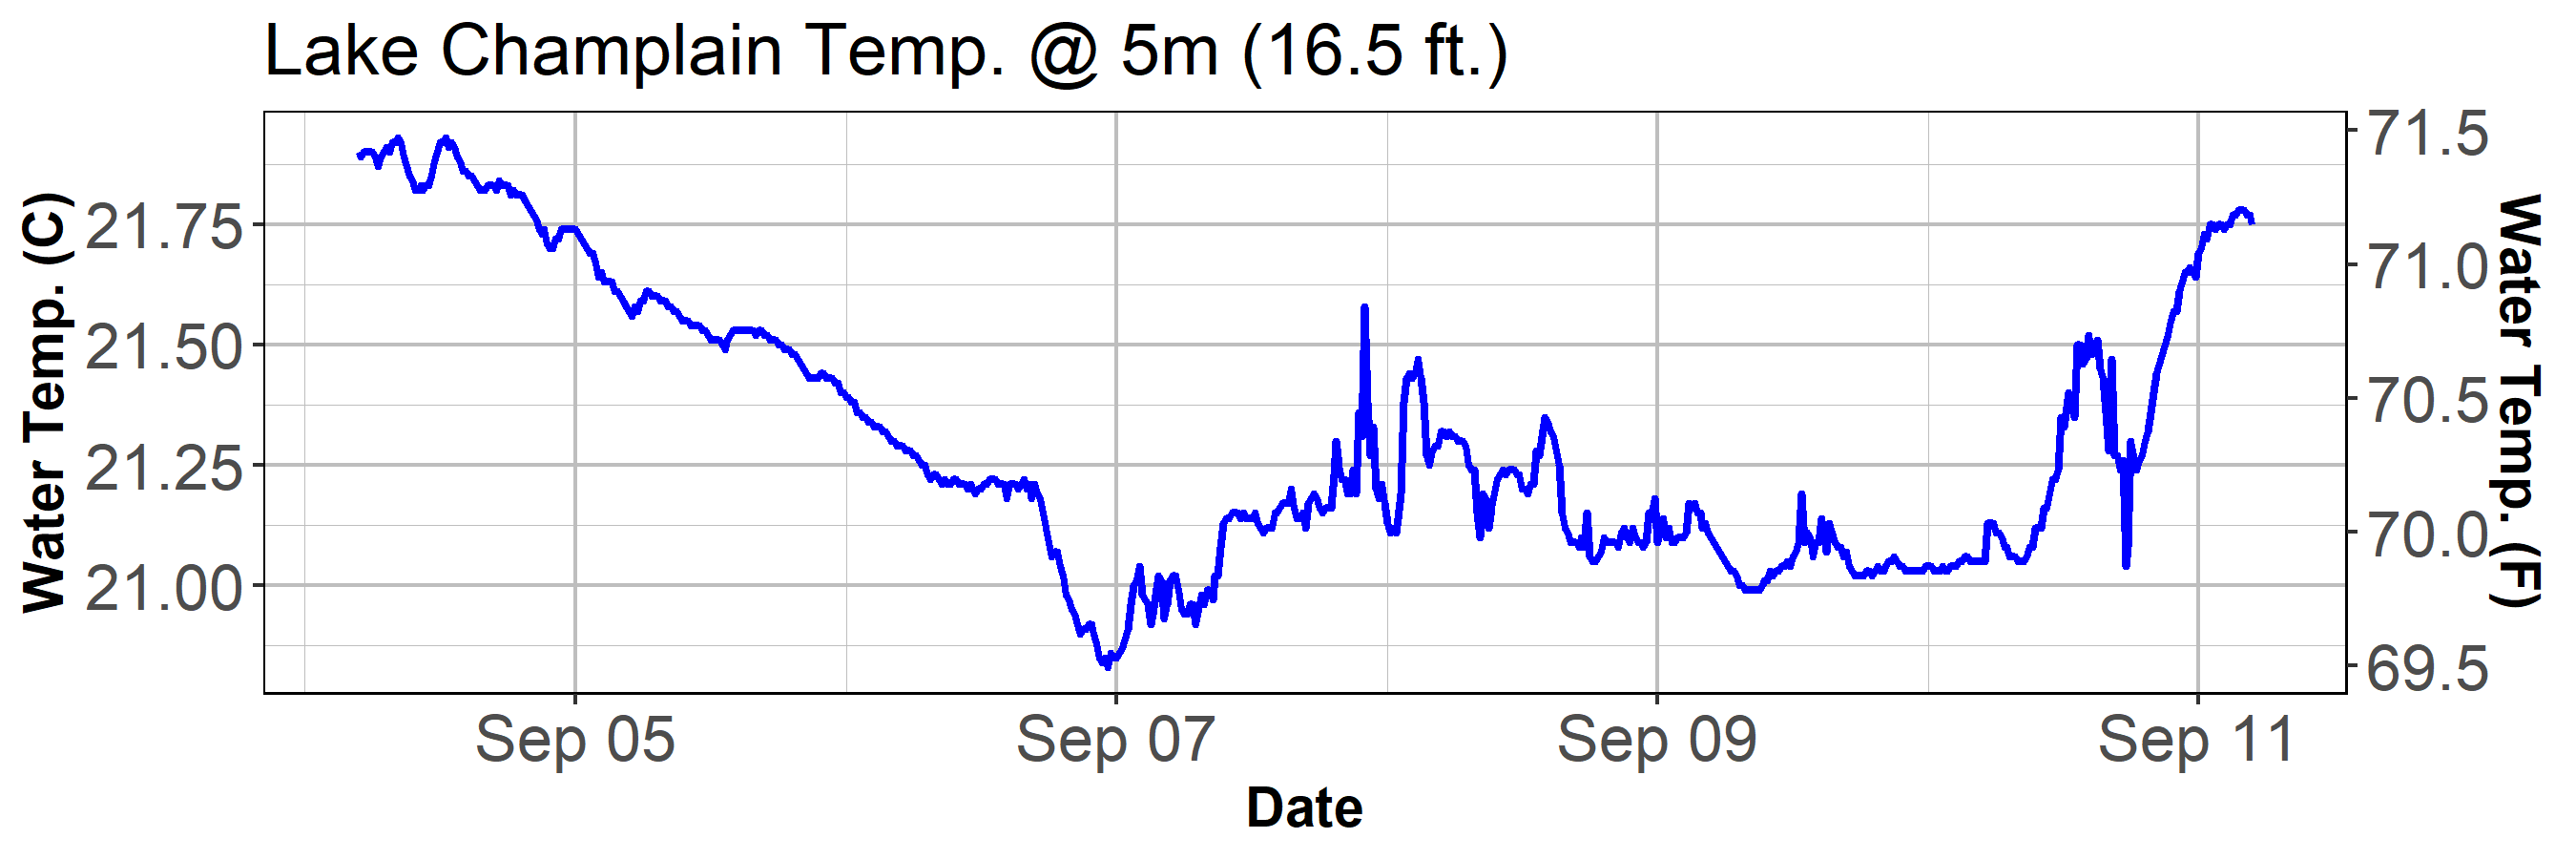 Lake Champlain Temp. @ 5m (16.5 ft.)
Water Temp. (C)
21.75
21.50
21.25
21.00
71.5
71.0
70.5
70.0
69.5
Water Temp. (F)
Sep 05
Sep 07
Sep 09
Sep 11
Date